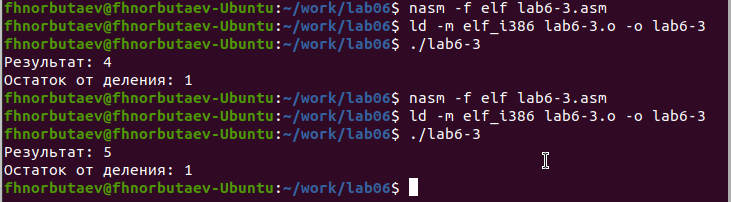 fhnorbutaev@fhnorbutaev-Ubuntu:~/work/lab06$ nasm -f elf lab6-3.asm
fhnorbutaev@fhnorbutaev-Ubuntu:~/work/lab06$ ld -m elf_i386 lab6-3.o -o lab6-3
fhnorbutaev@fhnorbutaev-Ubuntu:~/work/lab06$ ./lab6-3
Результат: 4
Остаток от деления: 1
fhnorbutaev@fhnorbutaev-Ubuntu:~/work/lab06$ nasm -f elf lab6-3.asm
fhnorbutaev@fhnorbutaev-Ubuntu:~/work/lab06$ ld -m elf_i386 lab6-3.o -o lab6-3
fhnorbutaev@fhnorbutaev-Ubuntu:~/work/lab06$ ./lab6-3
Результат: 5
Остаток от деления: 1
fhnorbutaev@fhnorbutaev-Ubuntu:~/work/lab06$